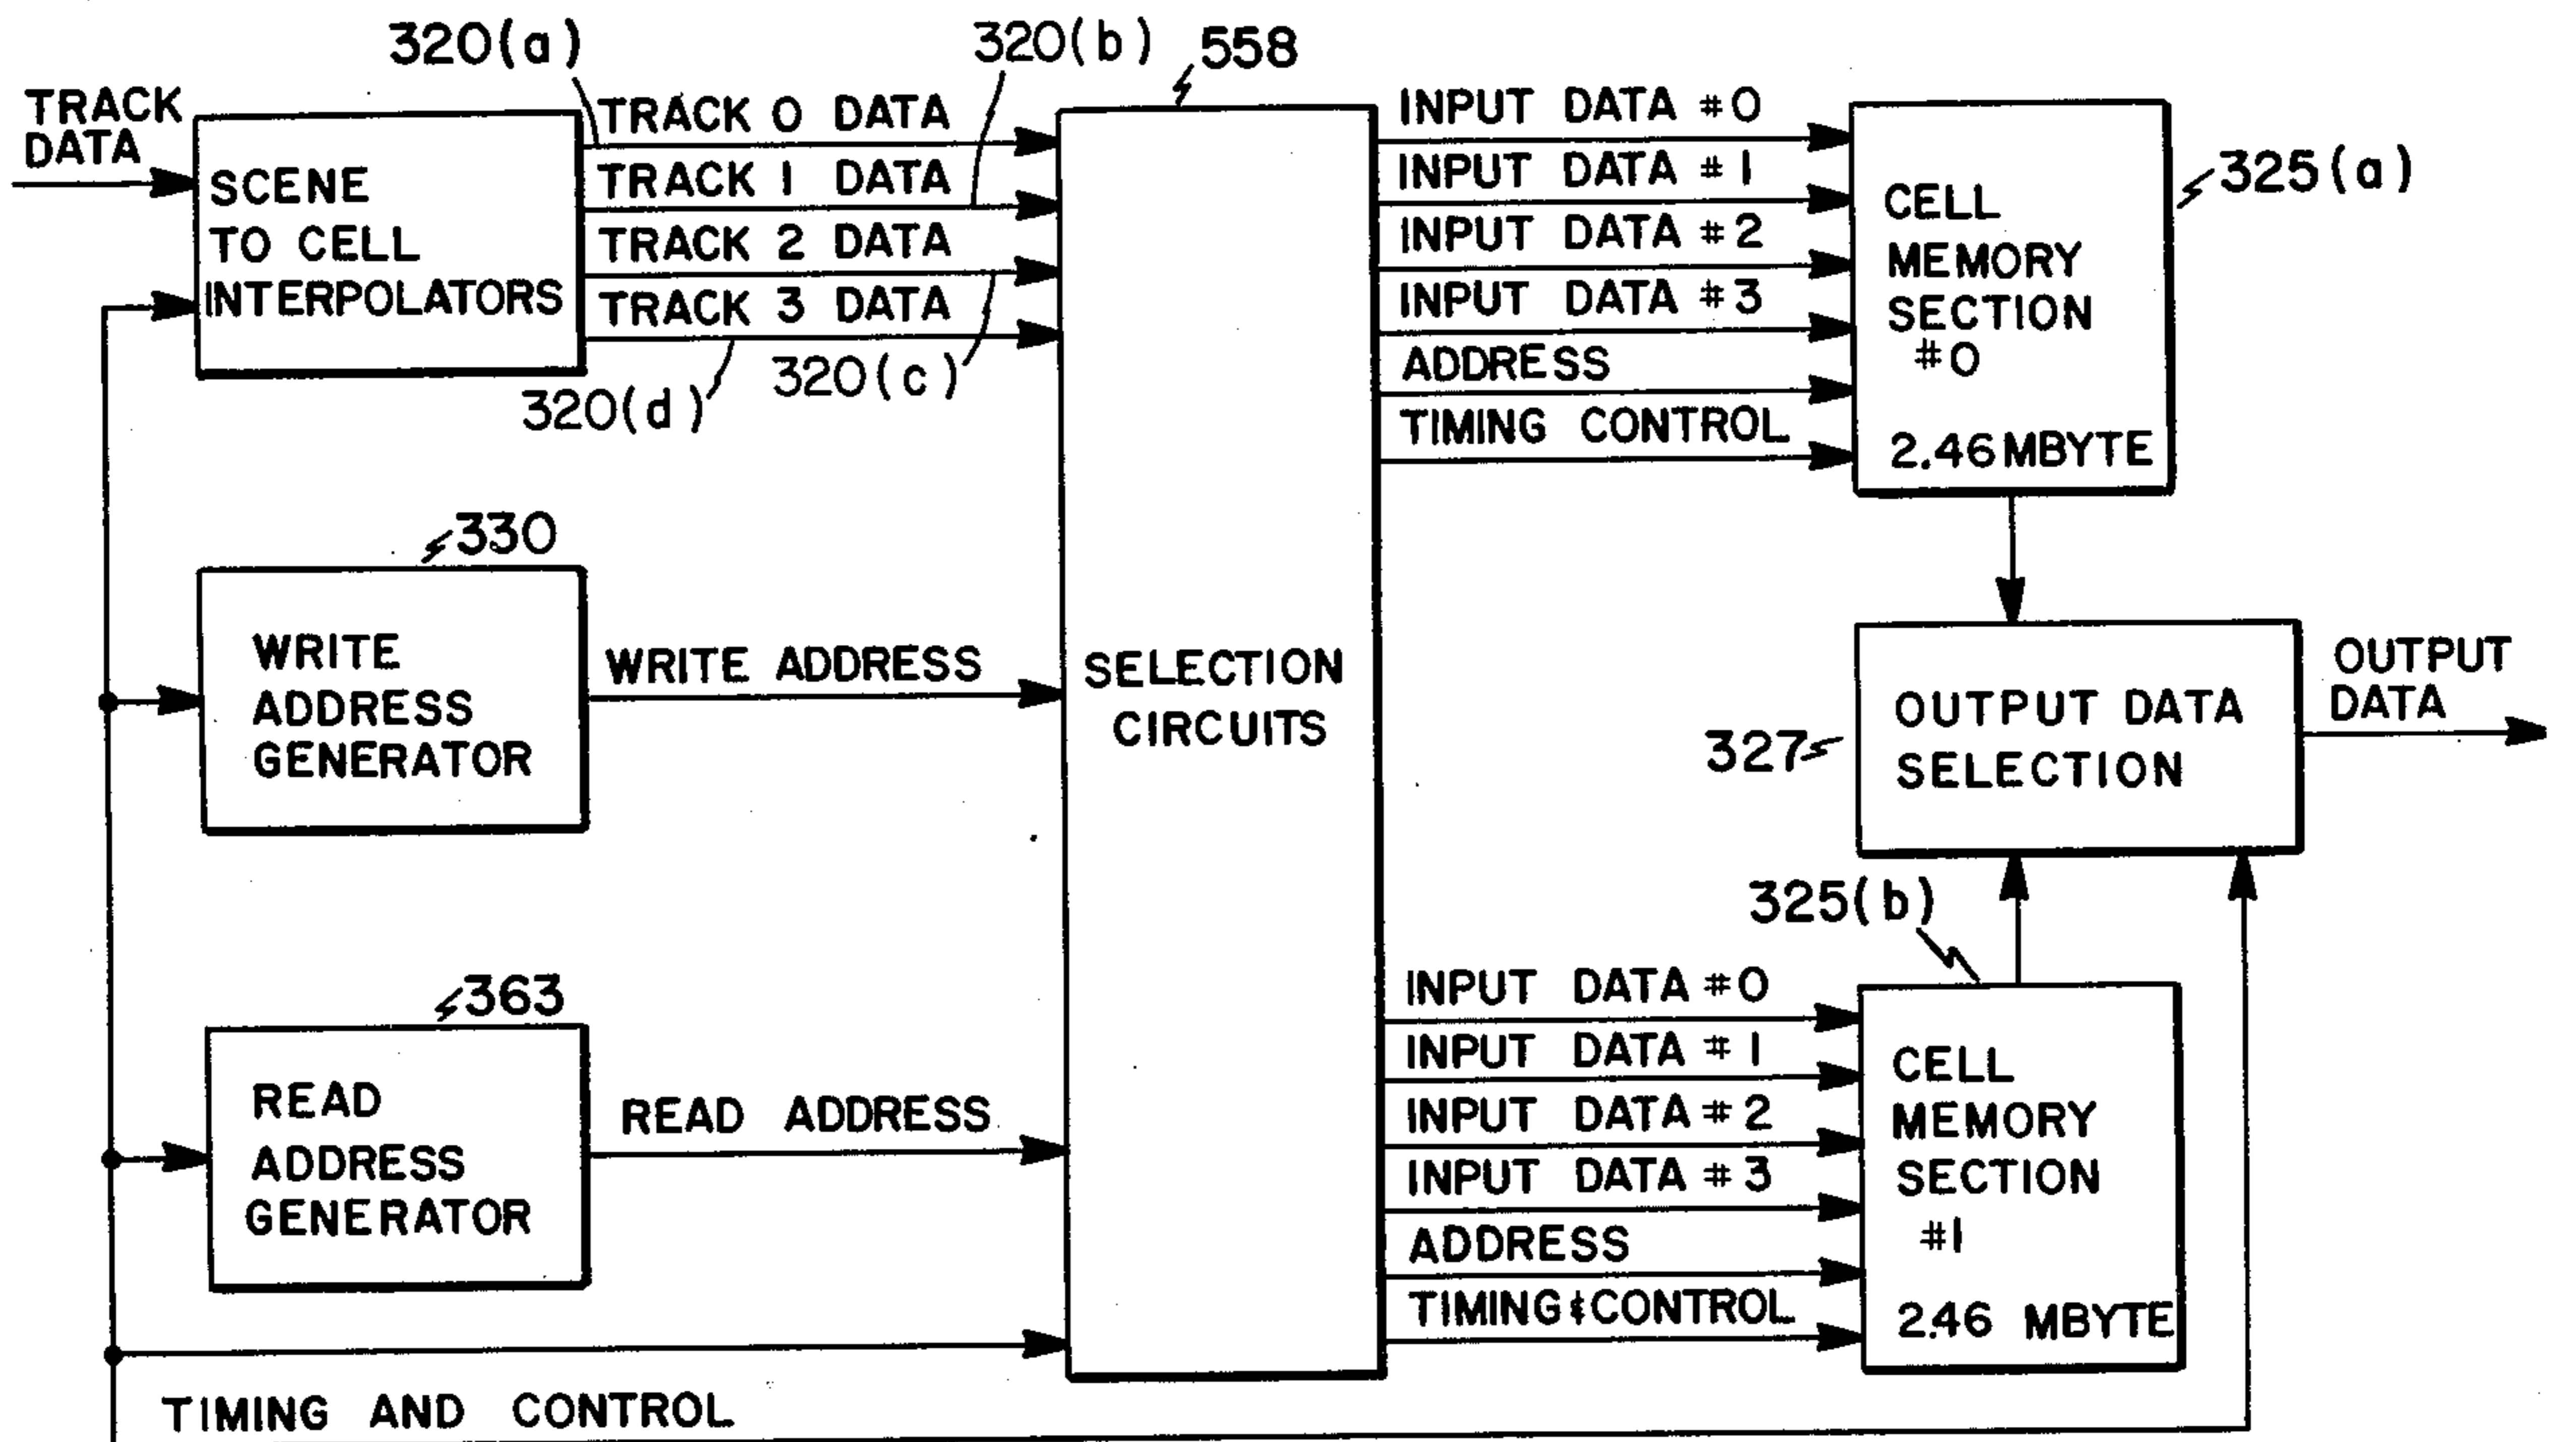 320(a)
320(b)
558
TRACK
DATA
SCENE
TO CELL
INTERPOLATORS
TRACK 0 DATA
TRACK 1 DATA
TRACK 2 DATA
TRACK 3 DATA
320(c)
320(d)
INPUT DATA #0
INPUT DATA #1
INPUT DATA #2
INPUT DATA #3
ADDRESS
TIMING CONTROL
CELL
MEMORY
SECTION
#0
2.46 MBYTE
325(a)
330
WRITE
ADDRESS
GENERATOR
WRITE ADDRESS
SELECTION
CIRCUITS
327
OUTPUT DATA
SELECTION
OUTPUT
DATA
363
READ
ADDRESS
GENERATOR
READ ADDRESS
325(b)
INPUT DATA #0
INPUT DATA #1
INPUT DATA #2
INPUT DATA #3
ADDRESS
TIMING & CONTROL
CELL
MEMORY
SECTION
#1
2.46 MBYTE
TIMING AND CONTROL